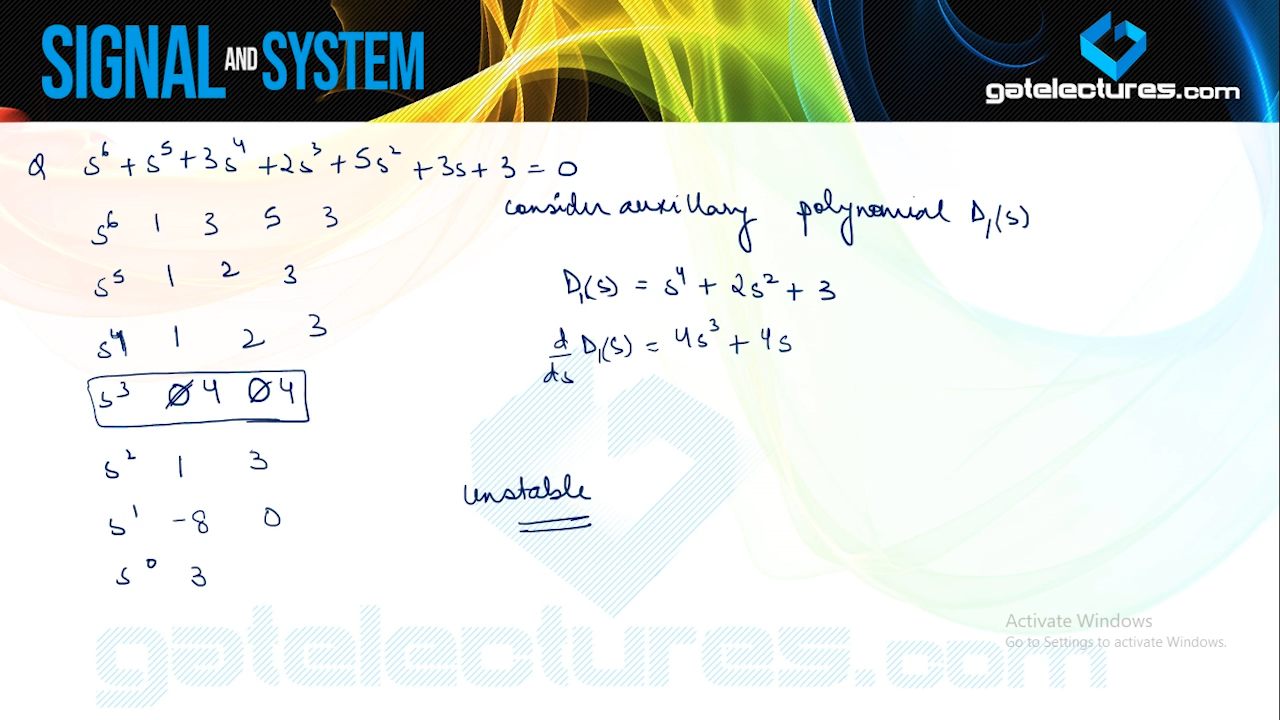 SIGNAL AND SYSTEM
gatelectures.com
Q s⁶ + s⁵ + 3s⁴ + 2s³ + 5s² + 3s + 3 = 0
s⁶ 1 3 5 3
s⁵ 1 2 3
s⁴ 1 2 3
s³ 0 4 0 4
s² 1 3
s¹ -8 0
s⁰ 3
consider auxillary polynomial D₁(s)
D₁(s) = s⁴ + 2s² + 3
d/ds D₁(s) = 4s³ + 4s
unstable
Activate Windows
Go to Settings to activate Windows.
gatelectures.com